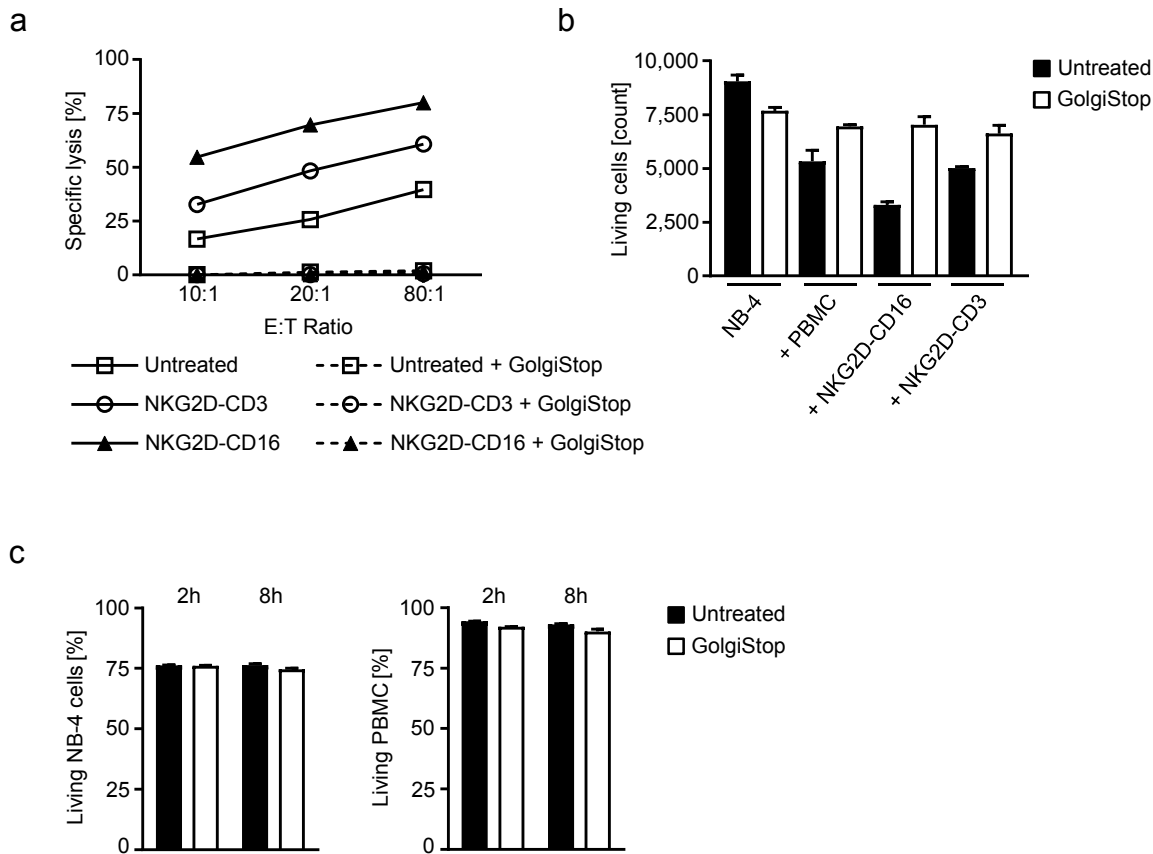 a
Specific lysis [%]
100
75
50
25
0
10:1 20:1 80:1
E:T Ratio
Untreated
NKG2D-CD3
NKG2D-CD16
Untreated + GolgiStop
NKG2D-CD3 + GolgiStop
NKG2D-CD16 + GolgiStop
b
Living cells [count]
10,000
7,500
5,000
2,500
0
NB-4
+ PBMC
+ NKG2D-CD16
+ NKG2D-CD3
Untreated
GolgiStop
c
Living NB-4 cells [%]
100
75
50
25
0
2h 8h
Living PBMC [%]
100
75
50
25
0
2h 8h
Untreated
GolgiStop